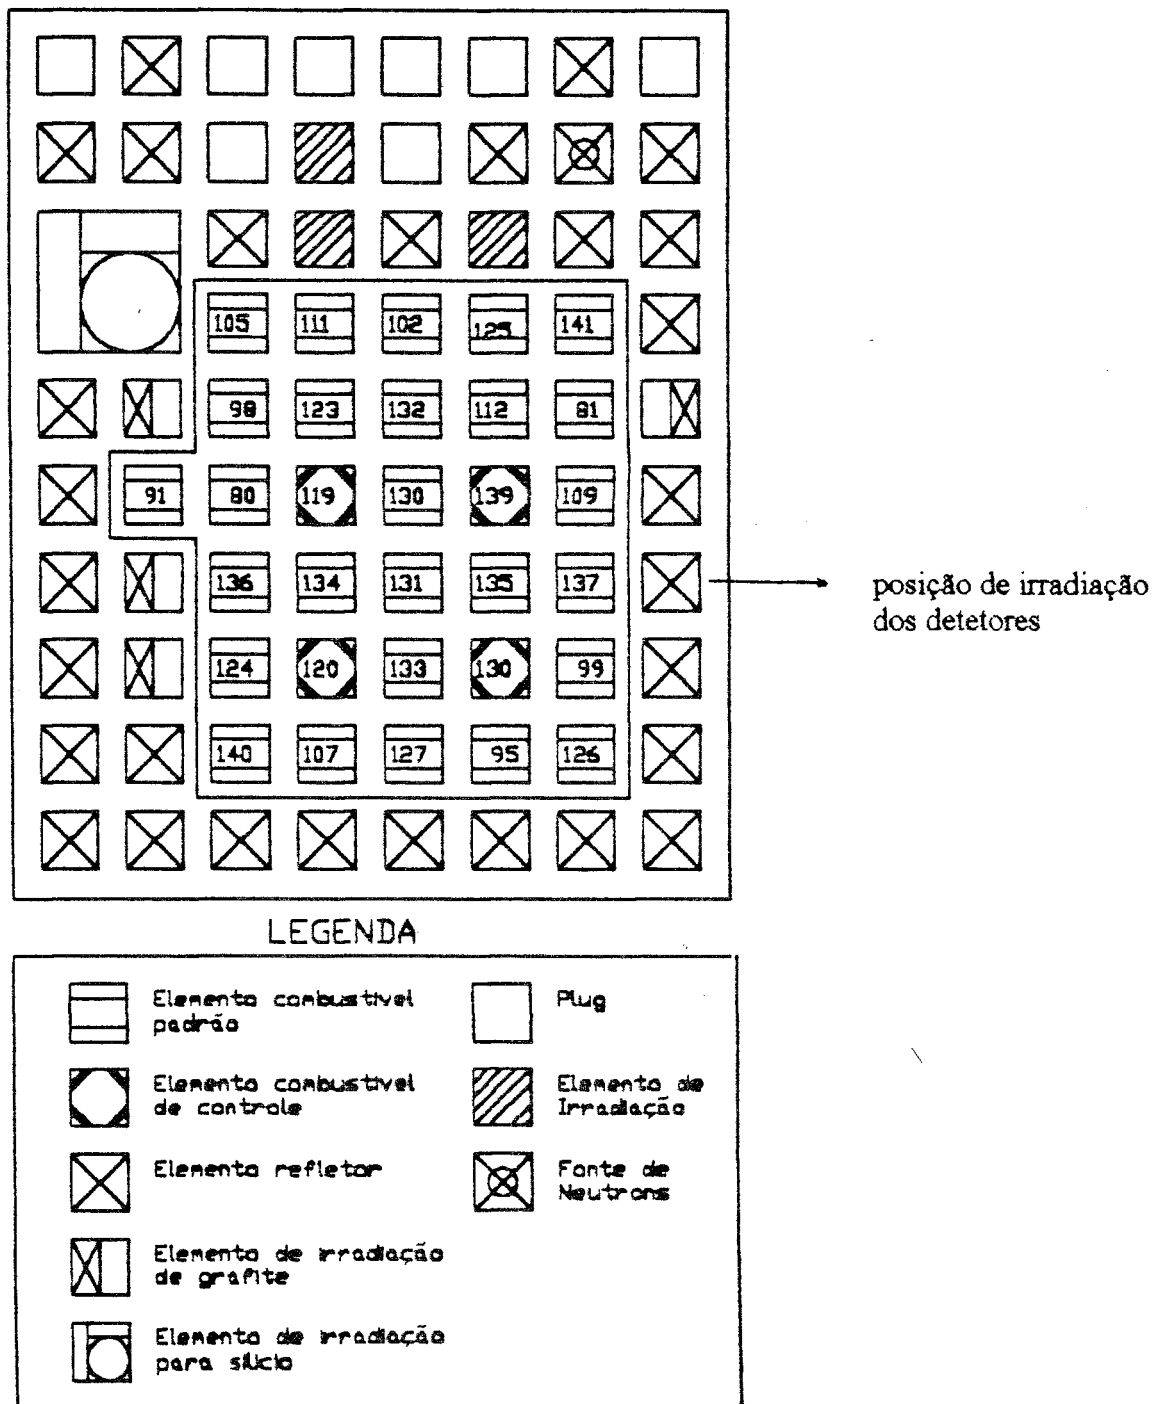 105 111 102 125 141
98 123 132 112 81
91 80 119 130 139 109
136 134 131 135 137
posição de irradiação
dos detetores
124 120 133 130 99
140 107 127 95 126
LEGENDA
Elemento combustível
padrão
Plug
Elemento combustível
de controle
Elemento de
Irradiação
Elemento refletor
Fonte de
Neutrons
Elemento de irradiação
de grafite
Elemento de irradiação
para silício